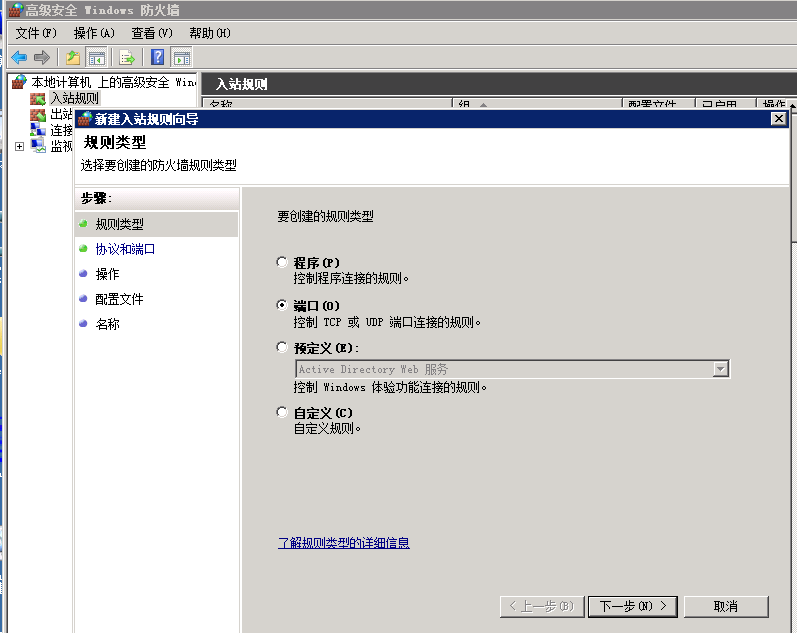 高级安全 Windows 防火墙
文件(F) 操作(A) 查看(V) 帮助(H)
本地计算机 上的高级安全 Win
入站规则
出站
连接
监视
入站规则
名称 组 配置文件 已启用 操作
新建入站规则向导
规则类型
选择要创建的防火墙规则类型
步骤:
规则类型
协议和端口
操作
配置文件
名称
要创建的规则类型
程序(P)
控制程序连接的规则。
端口(O)
控制 TCP 或 UDP 端口连接的规则。
预定义(E):
Active Directory Web 服务
控制 Windows 体验功能连接的规则。
自定义(C)
自定义规则。
了解规则类型的详细信息
< 上一步(B) 下一步(N) > 取消